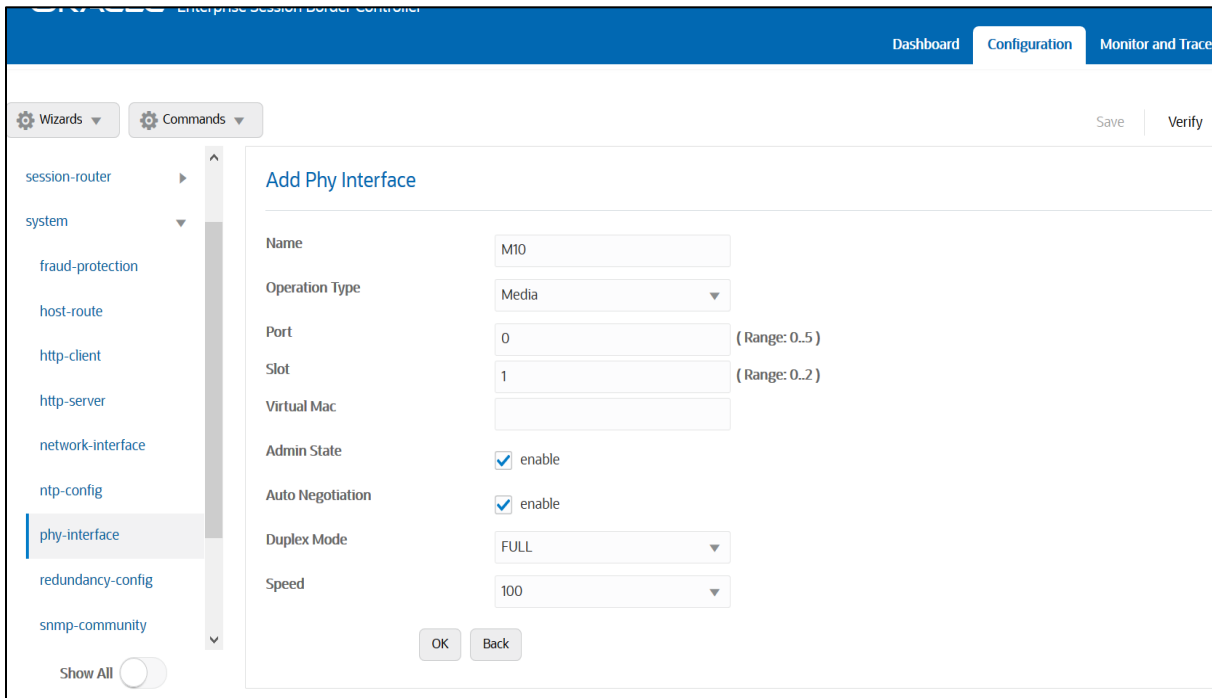 ORACLE Enterprise Session Border Controller
Dashboard Configuration Monitor and Trace
Wizards Commands Save Verify
session-router
system
fraud-protection
host-route
http-client
http-server
network-interface
ntp-config
phy-interface
redundancy-config
snmp-community
Show All
Add Phy Interface
Name M10
Operation Type Media
Port 0 ( Range: 0..5 )
Slot 1 ( Range: 0..2 )
Virtual Mac
Admin State enable
Auto Negotiation enable
Duplex Mode FULL
Speed 100
OK Back